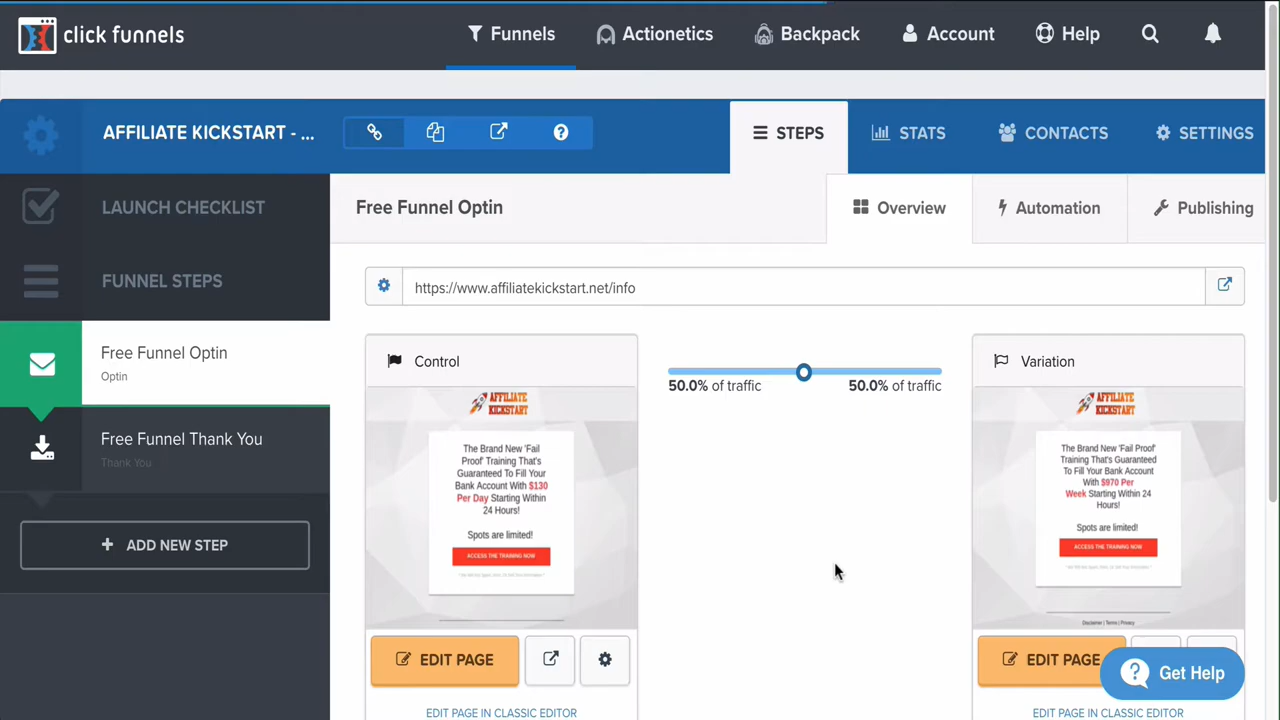 click funnels
Funnels
Actionetics
Backpack
Account
Help
AFFILIATE KICKSTART - ...
STEPS
STATS
CONTACTS
SETTINGS
LAUNCH CHECKLIST
FUNNEL STEPS
Free Funnel Optin
Optin
Free Funnel Thank You
Thank You
+ ADD NEW STEP
Free Funnel Optin
Overview
Automation
Publishing
https://www.affiliatekickstart.net/info
Control
AFFILIATE
KICKSTART
The Brand New 'Fail
Proof' Training That's
Guaranteed To Fill Your
Bank Account With $130
Per Day Starting Within
24 Hours!
Spots are limited!
ACCESS THE TRAINING NOW
EDIT PAGE
EDIT PAGE IN CLASSIC EDITOR
50.0% of traffic
50.0% of traffic
Variation
AFFILIATE
KICKSTART
The Brand New 'Fail Proof'
Training That's Guaranteed
To Fill Your Bank Account
With $970 Per
Week Starting Within 24
Hours!
Spots are limited!
ACCESS THE TRAINING NOW
Disclaimer | Terms | Privacy
EDIT PAGE
EDIT PAGE IN CLASSIC EDITOR
Get Help